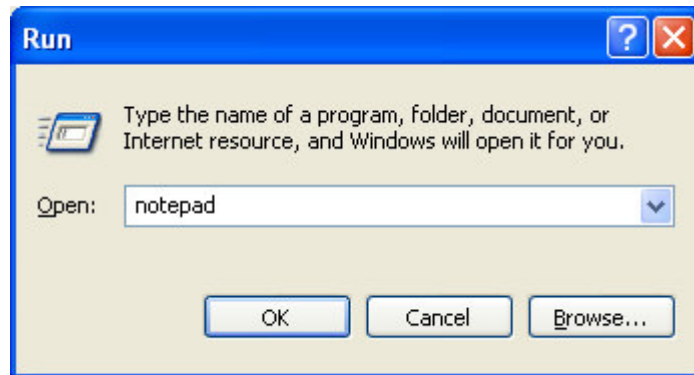 Run
Type the name of a program, folder, document, or
Internet resource, and Windows will open it for you.
Open: notepad
OK Cancel Browse...